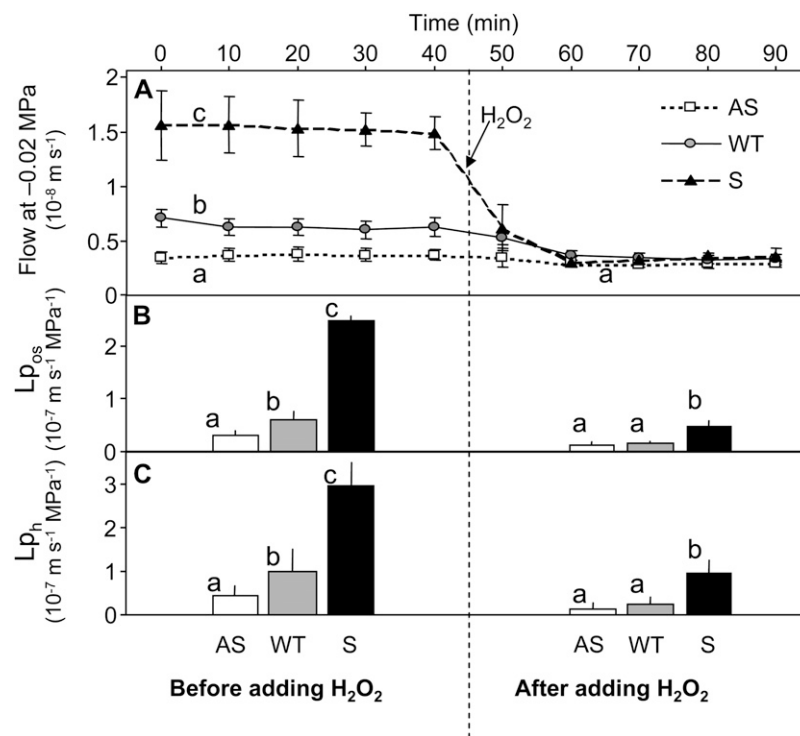 Time (min)
0 10 20 30 40 50 60 70 80 90
A
Flow at –0.02 MPa
(10⁻⁸ m s⁻¹)
2
1.5
1
0.5
0
c
b
a
a
H₂O₂
AS
WT
S
B
Lp_os
(10⁻⁷ m s⁻¹ MPa⁻¹)
2
1
0
a b c
a a b
C
Lp_h
(10⁻⁷ m s⁻¹ MPa⁻¹)
3
2
1
0
a b c
a a b
AS WT S AS WT S
Before adding H₂O₂ After adding H₂O₂